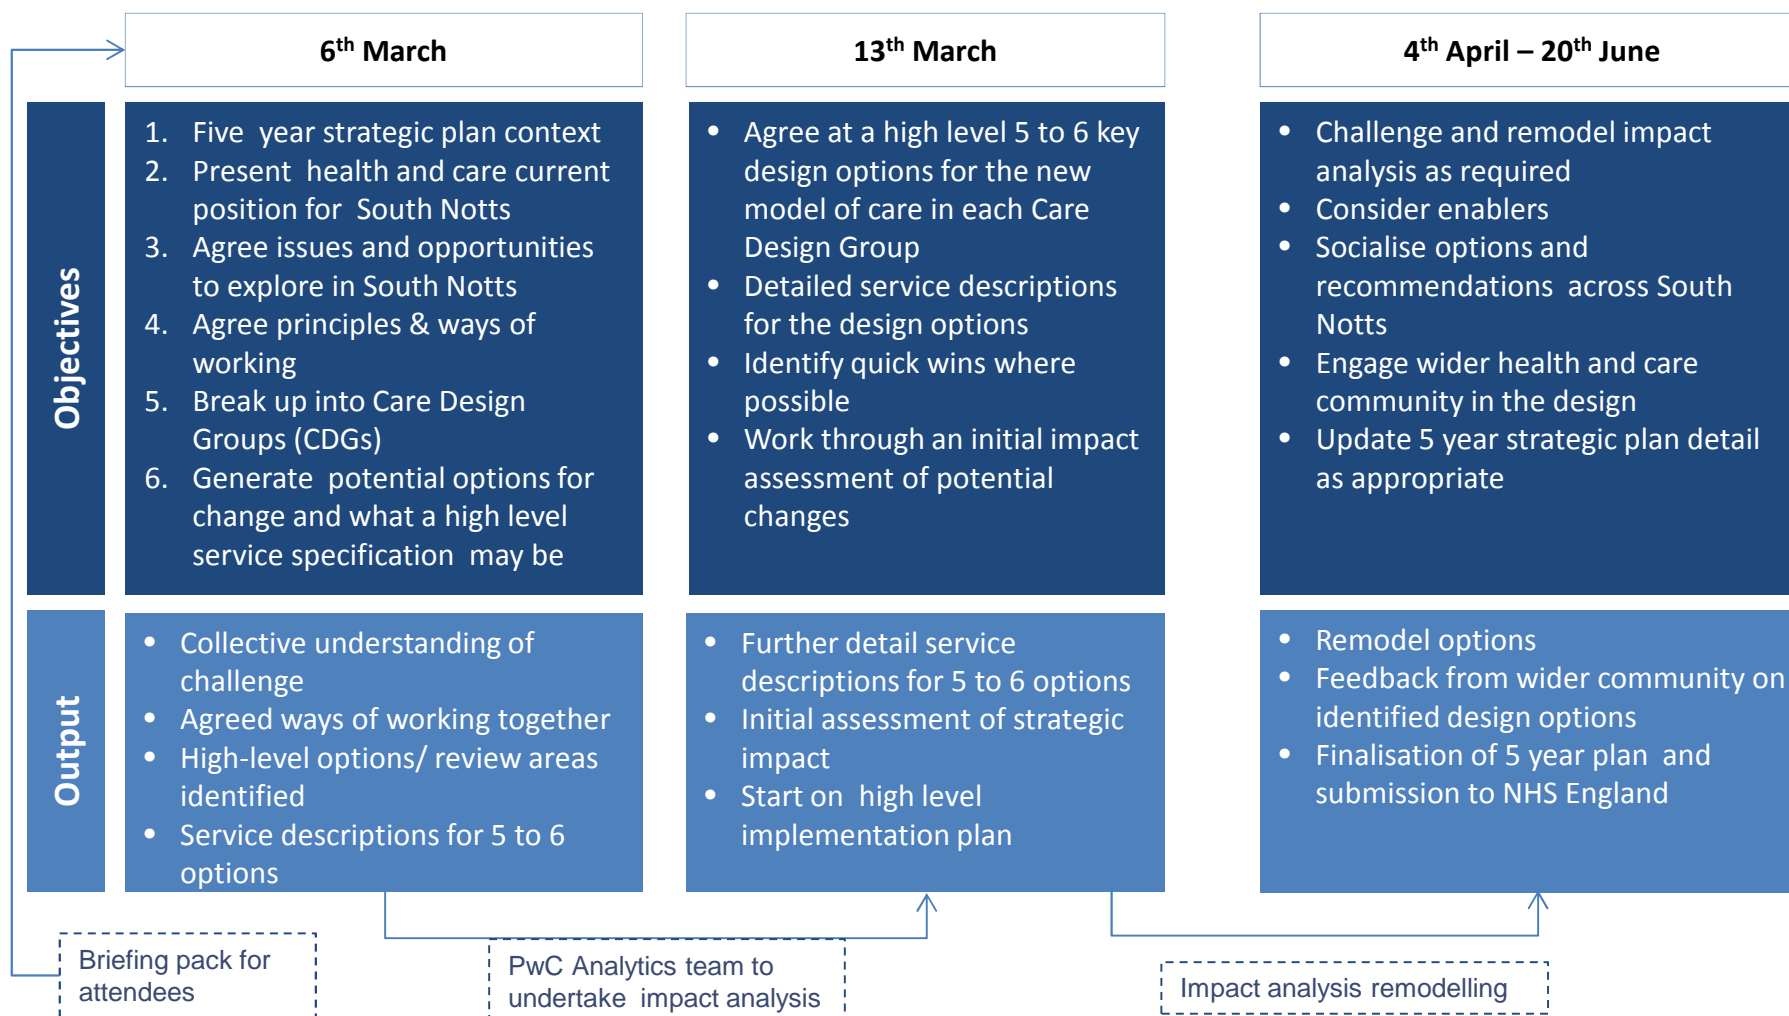 6th March
13th March
4th April – 20th June
Objectives
1. Five year strategic plan context
2. Present health and care current
position for South Notts
3. Agree issues and opportunities
to explore in South Notts
4. Agree principles & ways of
working
5. Break up into Care Design
Groups (CDGs)
6. Generate potential options for
change and what a high level
service specification may be
• Agree at a high level 5 to 6 key
design options for the new
model of care in each Care
Design Group
• Detailed service descriptions
for the design options
• Identify quick wins where
possible
• Work through an initial impact
assessment of potential
changes
• Challenge and remodel impact
analysis as required
• Consider enablers
• Socialise options and
recommendations across South
Notts
• Engage wider health and care
community in the design
• Update 5 year strategic plan detail
as appropriate
Output
• Collective understanding of
challenge
• Agreed ways of working together
• High-level options/ review areas
identified
• Service descriptions for 5 to 6
options
• Further detail service
descriptions for 5 to 6 options
• Initial assessment of strategic
impact
• Start on high level
implementation plan
• Remodel options
• Feedback from wider community on
identified design options
• Finalisation of 5 year plan and
submission to NHS England
Briefing pack for
attendees
PwC Analytics team to
undertake impact analysis
Impact analysis remodelling